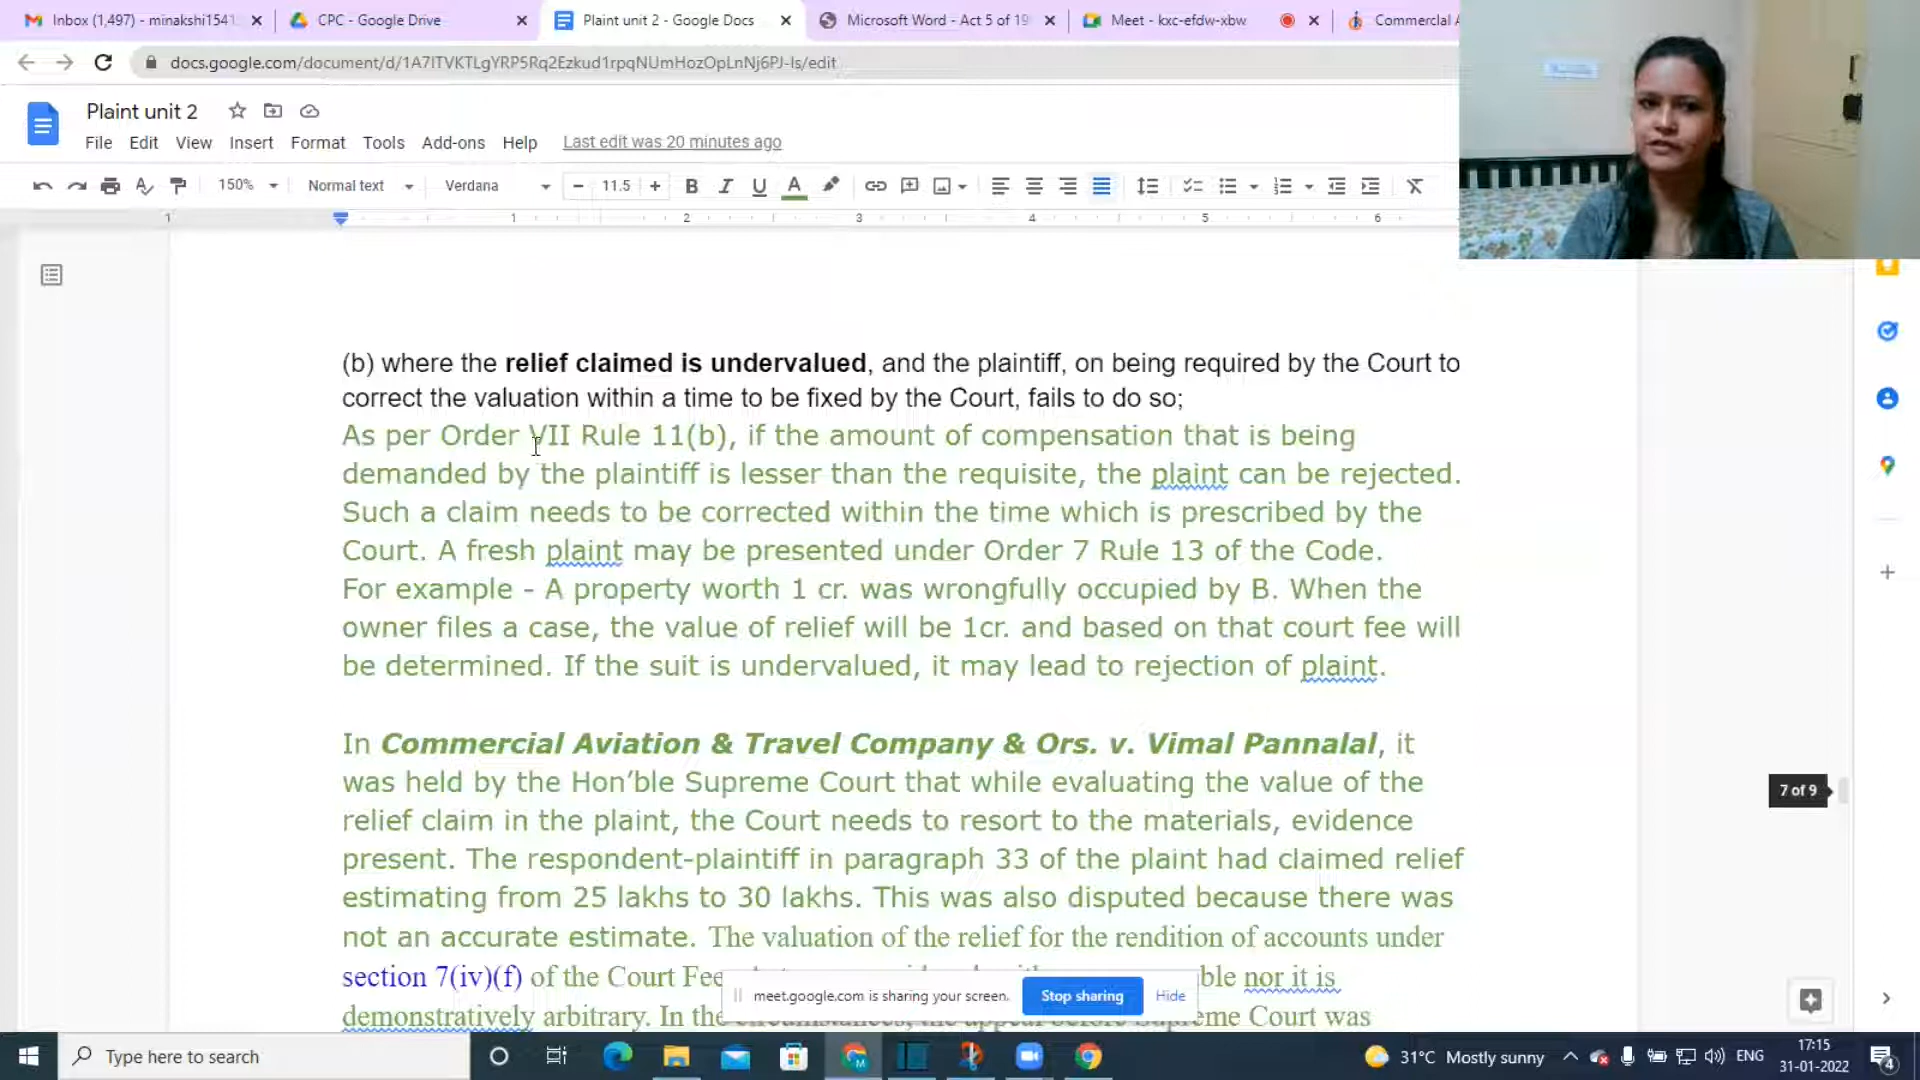 Inbox (1,497) - minakshi1541
CPC - Google Drive
Plaint unit 2 - Google Docs
Microsoft Word - Act 5 of 19
Meet - kxc-efdw-xbw
Commercial A
docs.google.com/document/d/1A7lTVKTLgYRP5Rq2Ezkud1rpqNUmHozOpLnNj6PJ-Is/edit
Plaint unit 2
File Edit View Insert Format Tools Add-ons Help Last edit was 20 minutes ago
150% Normal text Verdana 11.5
1 1 2 3 4 5 6
(b) where the relief claimed is undervalued, and the plaintiff, on being required by the Court to
correct the valuation within a time to be fixed by the Court, fails to do so;
As per Order VII Rule 11(b), if the amount of compensation that is being
demanded by the plaintiff is lesser than the requisite, the plaint can be rejected.
Such a claim needs to be corrected within the time which is prescribed by the
Court. A fresh plaint may be presented under Order 7 Rule 13 of the Code.
For example - A property worth 1 cr. was wrongfully occupied by B. When the
owner files a case, the value of relief will be 1cr. and based on that court fee will
be determined. If the suit is undervalued, it may lead to rejection of plaint.
In Commercial Aviation & Travel Company & Ors. v. Vimal Pannalal, it
was held by the Hon'ble Supreme Court that while evaluating the value of the
7 of 9
relief claim in the plaint, the Court needs to resort to the materials, evidence
present. The respondent-plaintiff in paragraph 33 of the plaint had claimed relief
estimating from 25 lakhs to 30 lakhs. This was also disputed because there was
not an accurate estimate. The valuation of the relief for the rendition of accounts under
section 7(iv)(f) of the Court Fee ble nor it is
meet.google.com is sharing your screen. Stop sharing Hide
demonstratively arbitrary. In the Supreme Court was
Type here to search
31°C Mostly sunny
ENG
17:15
31-01-2022
4